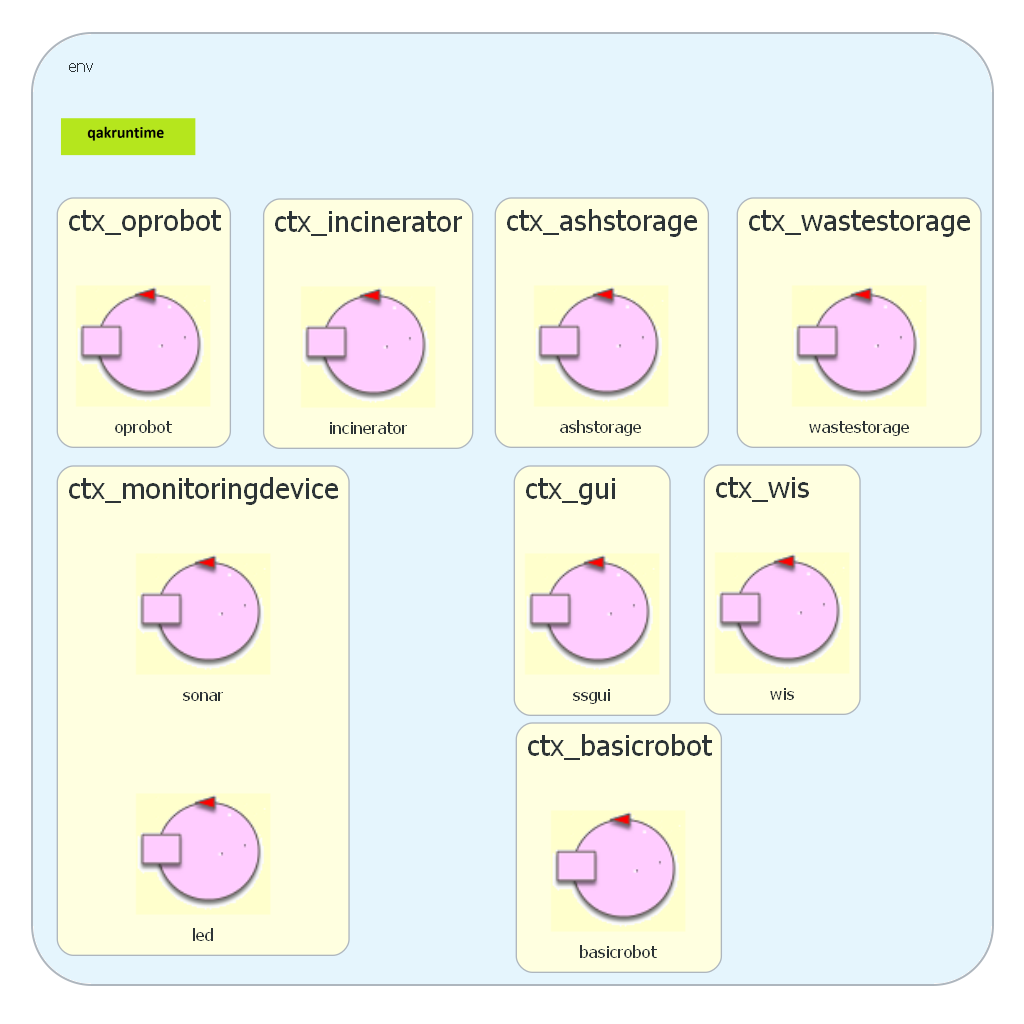 env
qakruntime
ctx_oprobot
ctx_incinerator
ctx_ashstorage
ctx_wastestorage
oprobot
incinerator
ashstorage
wastestorage
ctx_monitoringdevice
ctx_gui
ctx_wis
sonar
ssgui
wis
ctx_basicrobot
led
basicrobot